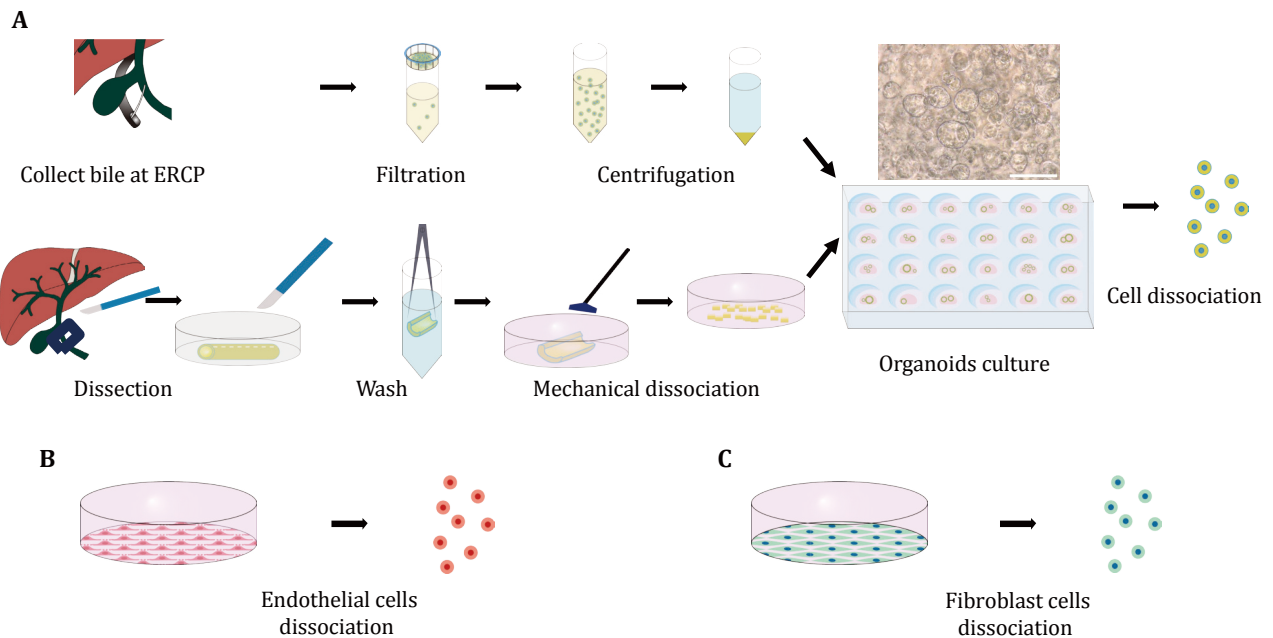 A
Collect bile at ERCP
Filtration
Centrifugation
Cell dissociation
Organoids culture
Dissection
Wash
Mechanical dissociation
B
C
Endothelial cells
dissociation
Fibroblast cells
dissociation